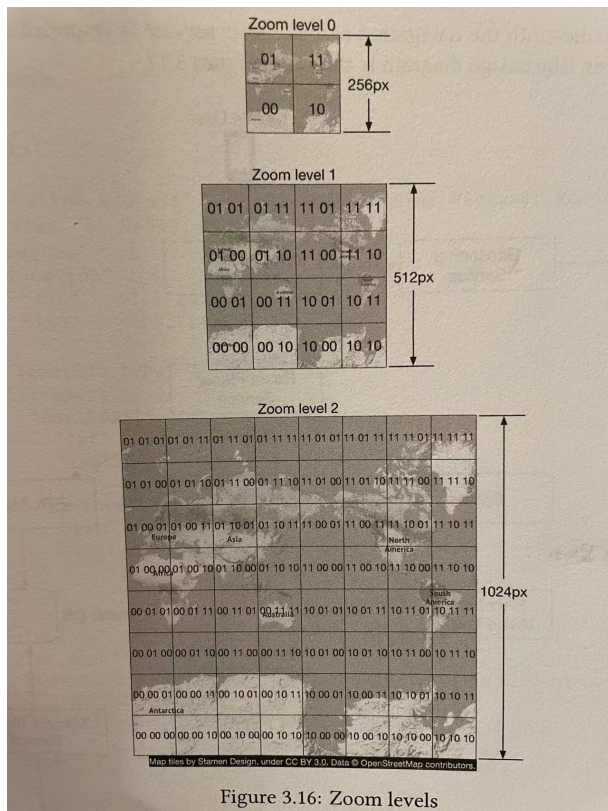 Zoom level 0
01 11
256px
00 10
Zoom level 1
01 01 01 11 11 01 11 11
01 00 01 10 11 00 11 10
Africa
512px
Australia
00 01 00 11 10 01 10 11
00 00 00 10 10 00 10 10
Zoom level 2
01 01 01 01 01 11 01 11 01 01 11 11 11 01 01 11 01 11 11 11 01 11 11 11
01 01 00 01 01 10 01 11 00 01 11 10 11 01 00 11 01 10 11 11 00 11 11 10
01 00 01 01 00 11 01 10 01 01 10 11 11 00 01 11 00 11 11 10 01 11 10 11
Europe Asia North
America
01 00 00 01 00 10 01 10 00 01 10 10 11 00 00 11 00 10 11 10 00 11 10 10
Africa
1024px
South
America
00 01 01 00 01 11 00 11 01 00 11 11 10 01 01 10 01 11 10 11 01 10 11 11
Australia
00 01 00 00 01 10 00 11 00 00 11 10 10 01 00 10 01 10 10 11 00 10 11 10
00 00 01 00 00 11 00 10 01 00 10 11 10 00 01 10 00 11 10 10 01 10 10 11
Antarctica
00 00 00 00 00 10 00 10 00 00 10 10 10 00 00 10 00 10 10 10 00 10 10 10
Map tiles by Stamen Design, under CC BY 3.0. Data © OpenStreetMap contributors.
Figure 3.16: Zoom levels